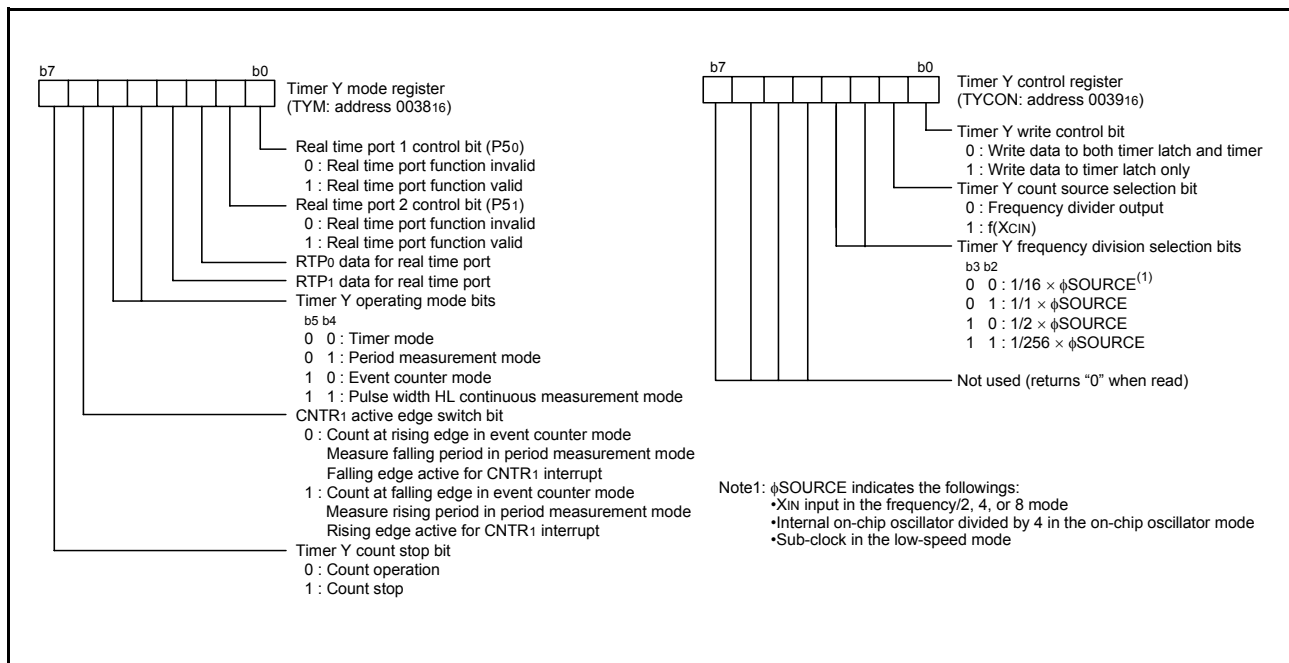 b7 b0
Timer Y mode register
(TYM: address 003816)
Real time port 1 control bit (P50)
0 : Real time port function invalid
1 : Real time port function valid
Real time port 2 control bit (P51)
0 : Real time port function invalid
1 : Real time port function valid
RTP0 data for real time port
RTP1 data for real time port
Timer Y operating mode bits
b5 b4
0 0 : Timer mode
0 1 : Period measurement mode
1 0 : Event counter mode
1 1 : Pulse width HL continuous measurement mode
CNTR1 active edge switch bit
0 : Count at rising edge in event counter mode
Measure falling period in period measurement mode
Falling edge active for CNTR1 interrupt
1 : Count at falling edge in event counter mode
Measure rising period in period measurement mode
Rising edge active for CNTR1 interrupt
Timer Y count stop bit
0 : Count operation
1 : Count stop
b7 b0
Timer Y control register
(TYCON: address 003916)
Timer Y write control bit
0 : Write data to both timer latch and timer
1 : Write data to timer latch only
Timer Y count source selection bit
0 : Frequency divider output
1 : f(XCIN)
Timer Y frequency division selection bits
b3 b2
0 0 : 1/16 × ϕSOURCE(1)
0 1 : 1/1 × ϕSOURCE
1 0 : 1/2 × ϕSOURCE
1 1 : 1/256 × ϕSOURCE
Not used (returns “0” when read)
Note1: ϕSOURCE indicates the followings:
•XIN input in the frequency/2, 4, or 8 mode
•Internal on-chip oscillator divided by 4 in the on-chip oscillator mode
•Sub-clock in the low-speed mode